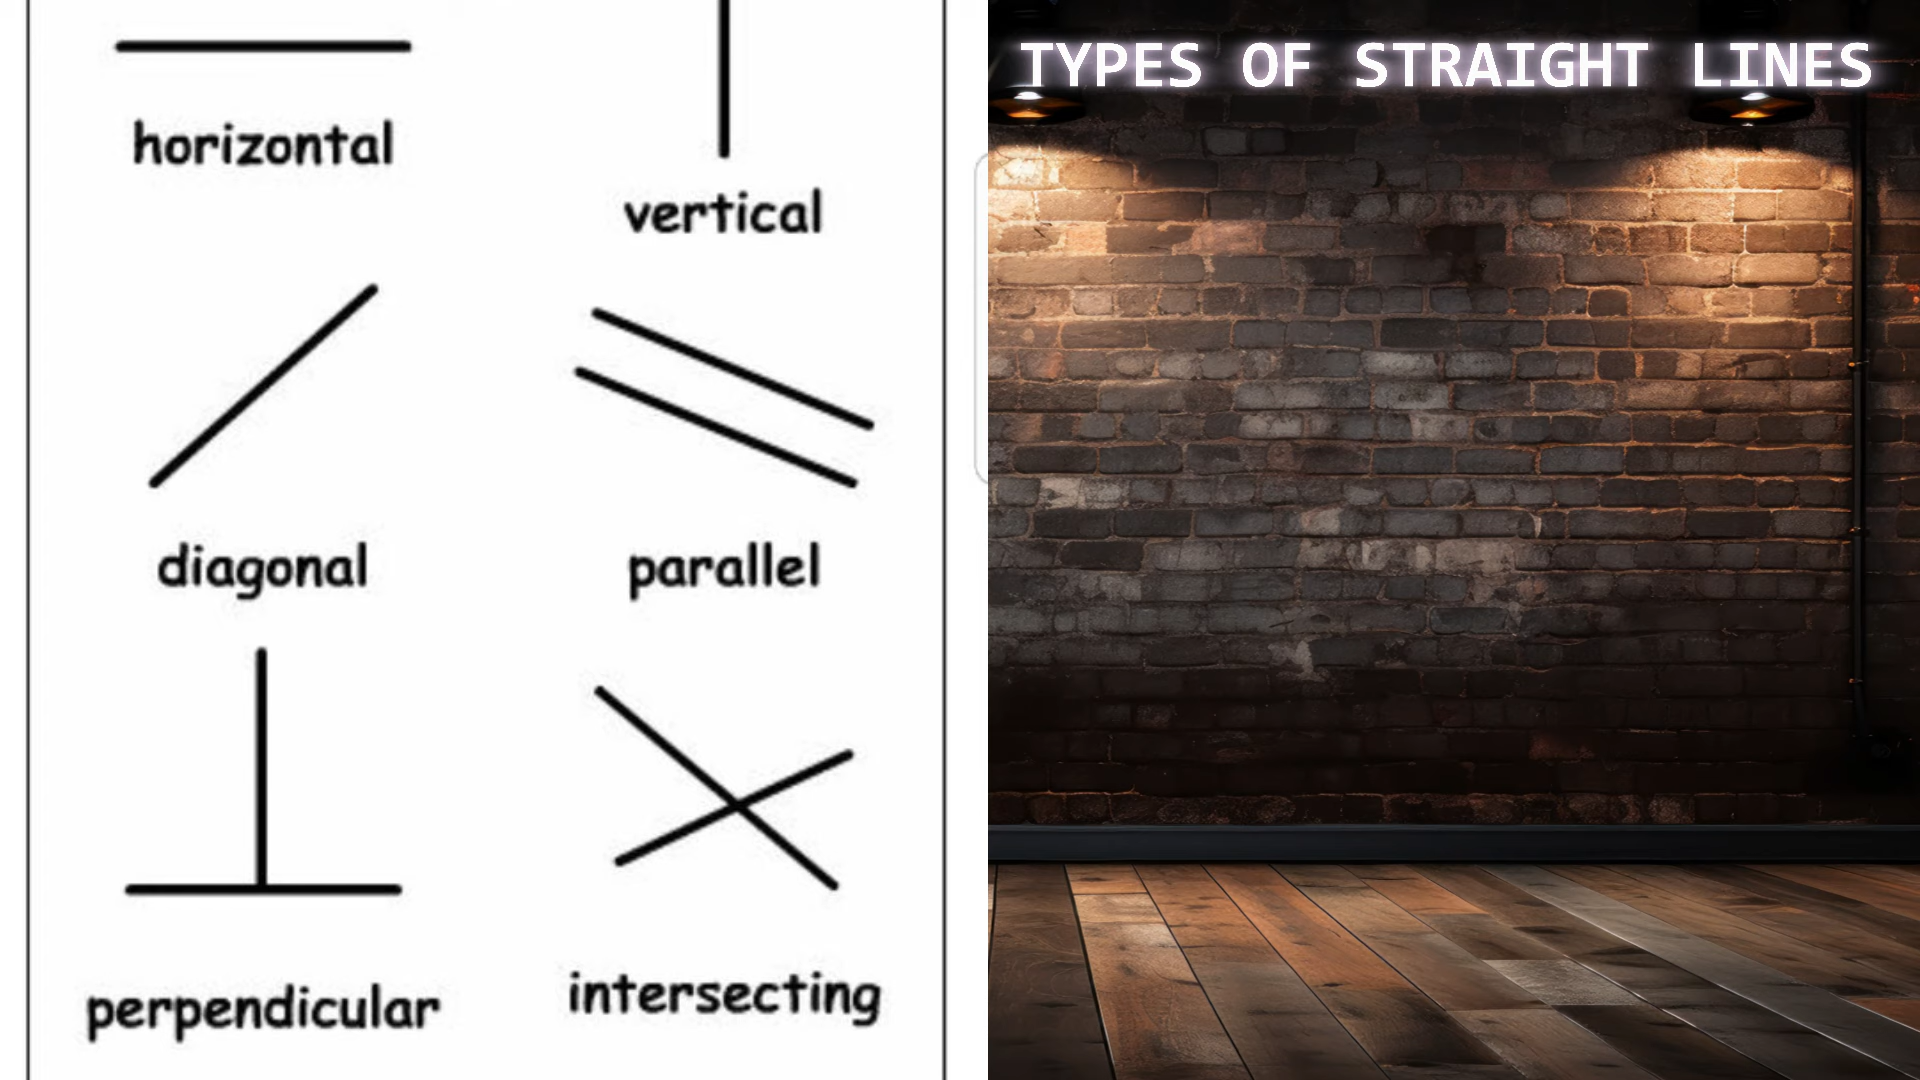 TYPES OF STRAIGHT LINES
horizontal
vertical
diagonal
parallel
perpendicular
intersecting